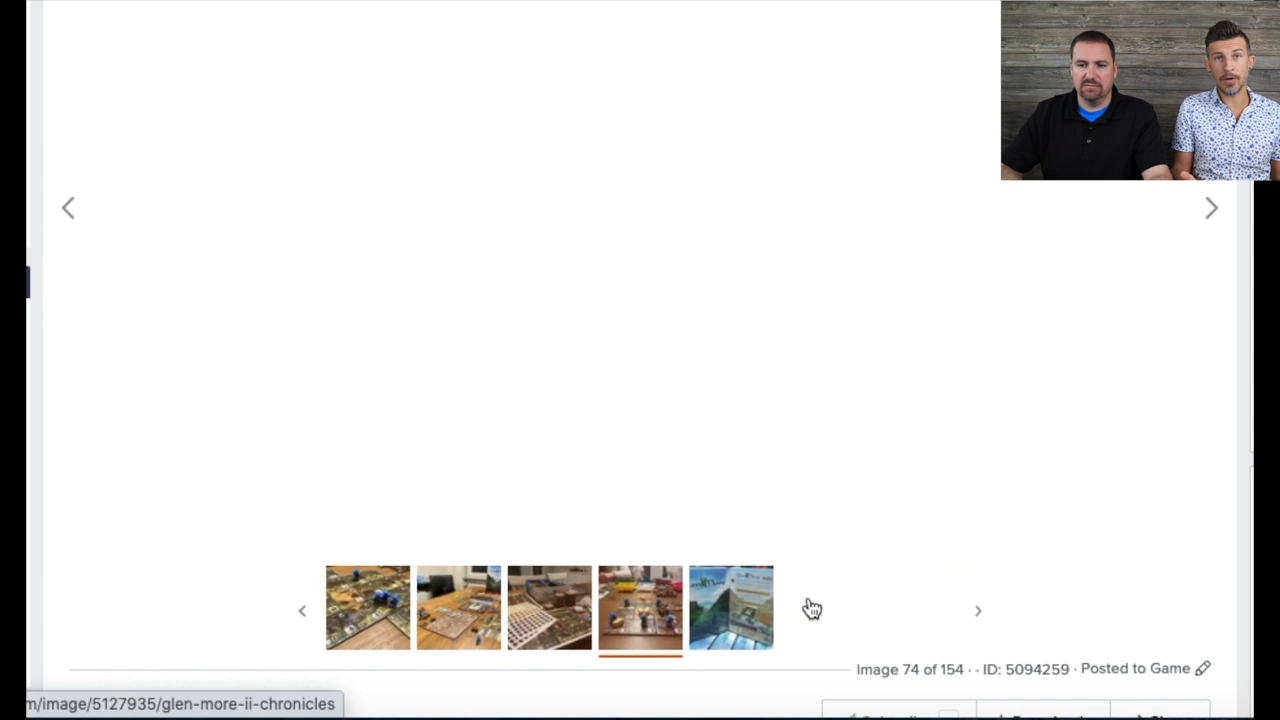 Image 74 of 154 · · ID: 5094259 · Posted to Game
m/image/5127935/glen-more-ii-chronicles